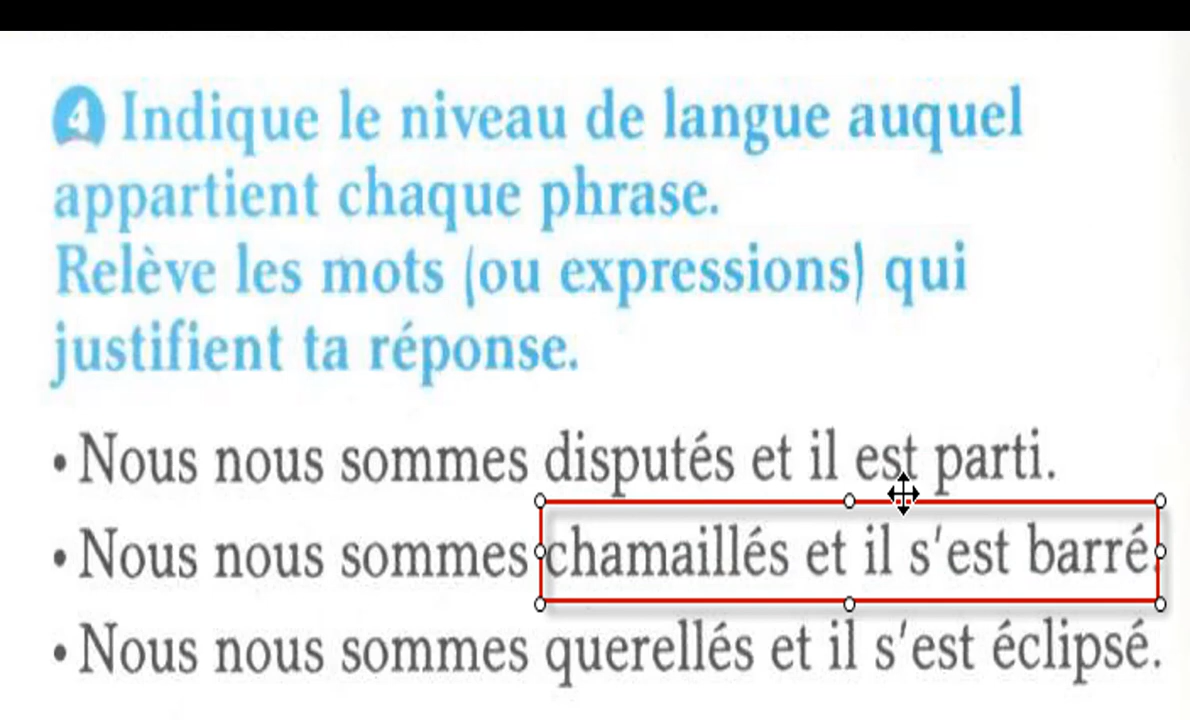 4 Indique le niveau de langue auquel
appartient chaque phrase.
Relève les mots (ou expressions) qui
justifient ta réponse.
• Nous nous sommes disputés et il est parti.
• Nous nous sommes chamaillés et il s'est barré.
• Nous nous sommes querellés et il s'est éclipsé.